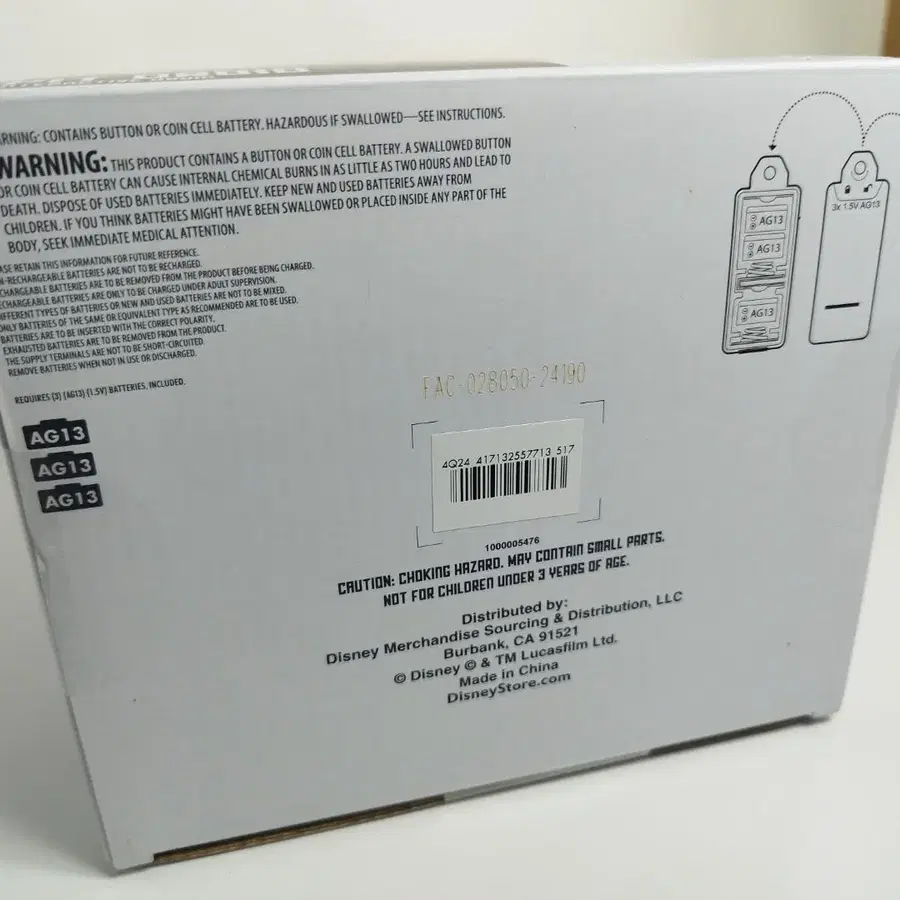 RNING: CONTAINS BUTTON OR COIN CELL BATTERY. HAZARDOUS IF SWALLOWED—SEE INSTRUCTIONS.
WARNING: THIS PRODUCT CONTAINS A BUTTON OR COIN CELL BATTERY. A SWALLOWED BUTTON
OR COIN CELL BATTERY CAN CAUSE INTERNAL CHEMICAL BURNS IN AS LITTLE AS TWO HOURS AND LEAD TO
DEATH. DISPOSE OF USED BATTERIES IMMEDIATELY. KEEP NEW AND USED BATTERIES AWAY FROM
CHILDREN. IF YOU THINK BATTERIES MIGHT HAVE BEEN SWALLOWED OR PLACED INSIDE ANY PART OF THE
BODY, SEEK IMMEDIATE MEDICAL ATTENTION.
ASE RETAIN THIS INFORMATION FOR FUTURE REFERENCE.
N-RECHARGEABLE BATTERIES ARE NOT TO BE RECHARGED.
CHARGEABLE BATTERIES ARE TO BE REMOVED FROM THE PRODUCT BEFORE BEING CHARGED.
ECHARGEABLE BATTERIES ARE ONLY TO BE CHARGED UNDER ADULT SUPERVISION.
IFFERENT TYPES OF BATTERIES OR NEW AND USED BATTERIES ARE NOT TO BE MIXED.
ONLY BATTERIES OF THE SAME OR EQUIVALENT TYPE AS RECOMMENDED ARE TO BE USED.
BATTERIES ARE TO BE INSERTED WITH THE CORRECT POLARITY.
EXHAUSTED BATTERIES ARE TO BE REMOVED FROM THE PRODUCT.
THE SUPPLY TERMINALS ARE NOT TO BE SHORT-CIRCUITED.
REMOVE BATTERIES WHEN NOT IN USE OR DISCHARGED.
REQUIRES (3) (AG13) (1.5V) BATTERIES, INCLUDED.
AG13
AG13
AG13
AG13
AG13
AG13
3x 1.5V AG13
FAC-028050-24190
4Q24 417132557713 517
1000005476
CAUTION: CHOKING HAZARD. MAY CONTAIN SMALL PARTS.
NOT FOR CHILDREN UNDER 3 YEARS OF AGE.
Distributed by:
Disney Merchandise Sourcing & Distribution, LLC
Burbank, CA 91521
© Disney © & TM Lucasfilm Ltd.
Made in China
DisneyStore.com